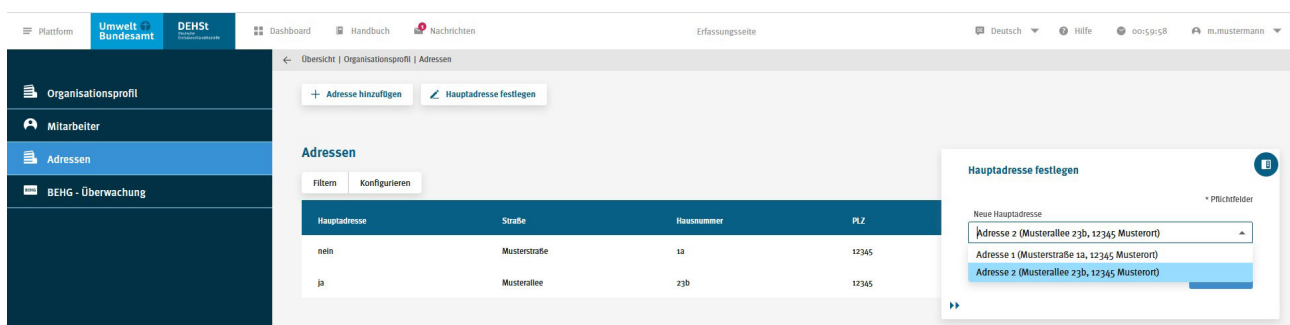 Plattform
Umwelt
Bundesamt
DEHSt
Dashboard
Handbuch
1
Nachrichten
Erfassungsseite
Deutsch
Hilfe
00:59:58
m.mustermann
Übersicht | Organisationsprofil | Adressen
Organisationsprofil
Mitarbeiter
Adressen
BEHG - Überwachung
+ Adresse hinzufügen
Hauptadresse festlegen
Adressen
Filtern Konfigurieren
Hauptadresse Straße Hausnummer PLZ
nein Musterstraße 1a 12345
ja Musterallee 23b 12345
Hauptadresse festlegen
* Pflichtfelder
Neue Hauptadresse
Adresse 2 (Musterallee 23b, 12345 Musterort)
Adresse 1 (Musterstraße 1a, 12345 Musterort)
Adresse 2 (Musterallee 23b, 12345 Musterort)